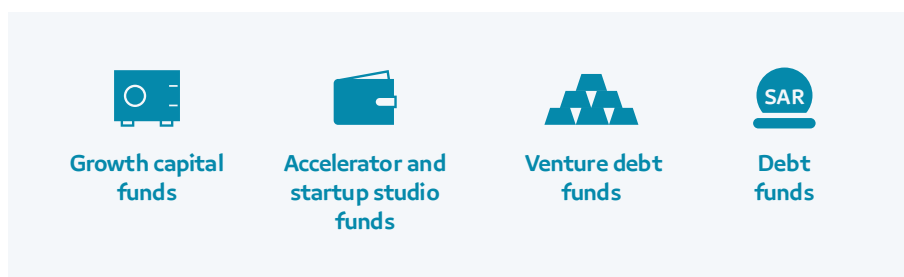 SAR
Growth capital
funds
Accelerator and
startup studio
funds
Venture debt
funds
Debt
funds